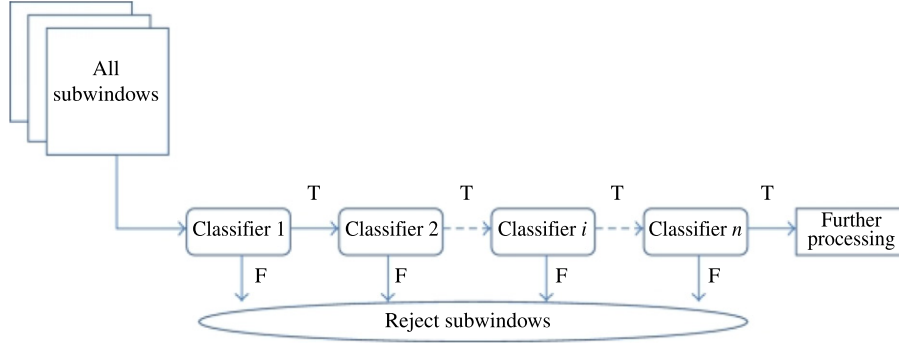 All
subwindows
T
T
T
T
Classifier 1
Classifier 2
Classifier i
Classifier n
Further
processing
F
F
F
F
Reject subwindows